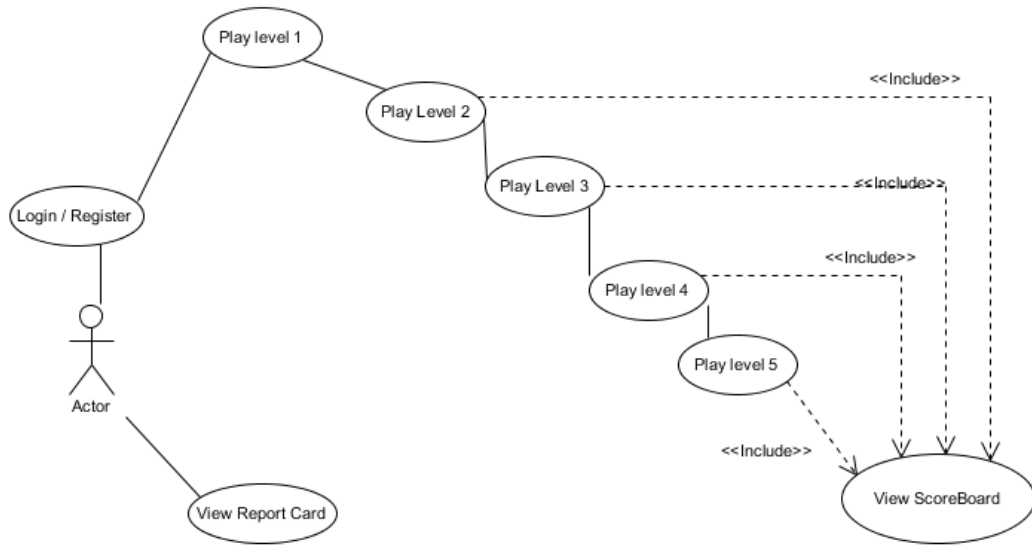 Play level 1
<<Include>>
Play Level 2
Play Level 3
<<Include>>
Login / Register
<<Include>>
Play level 4
Play level 5
Actor
<<Include>>
View ScoreBoard
View Report Card